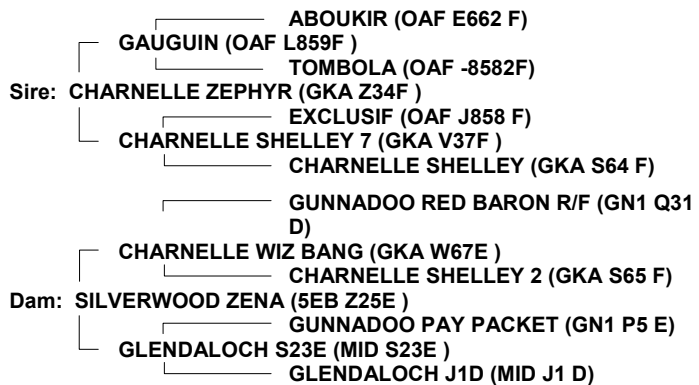 ABOUKIR (OAF E662 F)
GAUGUIN (OAF L859F )
TOMBOLA (OAF -8582F)
Sire: CHARNELLE ZEPHYR (GKA Z34F )
EXCLUSIF (OAF J858 F)
CHARNELLE SHELLEY 7 (GKA V37F )
CHARNELLE SHELLEY (GKA S64 F)
GUNNADOO RED BARON R/F (GN1 Q31
D)
CHARNELLE WIZ BANG (GKA W67E )
CHARNELLE SHELLEY 2 (GKA S65 F)
Dam: SILVERWOOD ZENA (5EB Z25E )
GUNNADOO PAY PACKET (GN1 P5 E)
GLENDALOCH S23E (MID S23E )
GLENDALOCH J1D (MID J1 D)